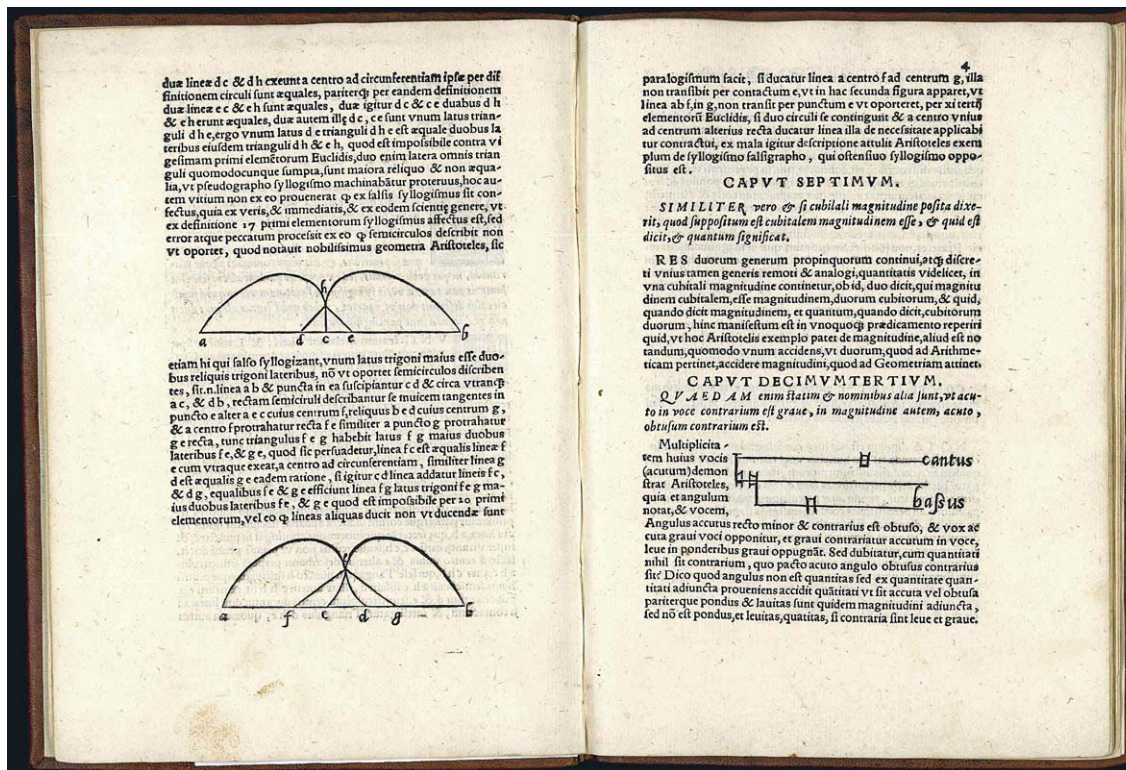 duæ lineæ d c & d h exeunt a centro ad circunferentiam ipsæ per dif
finitionem circuli sunt æquales, pariterq; per eandem definitionem
duæ lineæ e c & e h sunt æquales, duæ igitur d c & c e duabus d h
& e h erunt æquales, duæ autem illę d c, c e sunt vnum latus trian-
guli d h e, ergo vnum latus d e trianguli d h e est æquale duobus la
teribus eiusdem trianguli d h & e h, quod est impossibile contra vi
gesimam primi elemētorum Euclidis, duo enim latera omnis trian
guli quomodocunque sumpta, sunt maiora reliquo & non æqua-
lia, vt pseudographo syllogismo machinabātur proteruus, hoc au-
tem vitium non ex eo prouenerat ꝙ ex falsis syllogismus sit con-
fectus, quia ex veris, & immediatis, & ex eodem scientię genere, vt
ex definitione 17 primi elementorum syllogismus affectus est, sed
error atque peccatum processit ex eo ꝙ semicirculos describit non
vt oportet, quod notauit nobilissimus geometra Aristoteles, sic
h
a d c e b
etiam hi qui falso syllogizant, vnum latus trigoni maius esse duo-
bus reliquis trigoni lateribus, nō vt oportet semicirculos discriben
tes, sit.n. linea a b & puncta in ea suscipiantur c d & circa vtranq;
a c, & d b, rectam semiciruli describantur se inuicem tangentes in
puncto e alter a e c cuius centrum f, reliquus b e d cuius centrum g,
& a centro f protrahatur recta f e similiter a puncto g protrahatur
g e recta, tunc triangulus f e g habebit latus f g maius duobus
lateribus f e, & g e, quod sic persuadetur, linea f c est æqualis lineæ f
e cum vtraque exeat, a centro ad circunferentiam, similiter linea g
d est æqualis g e eadem ratione, si igitur c d linea addatur lineis f c,
& d g, equalibus f e & g e efficiunt linea f g latus trigoni f e g ma-
ius duobus lateribus f e, & g e quod est impossibile per 20 primi
elementorum, vel eo ꝙ lineas aliquas ducit non vt ducendæ sunt
e
a f c d g b
4
paralogismum facit, si ducatur linea a centro f ad centrum g, illa
non transibit per contactum e, vt in hac secunda figura apparet, vt
linea ab f, in g, non transit per punctum e vt oporteret, per xi tertij
elementorū Euclidis, si duo circuli se contingūt & a centro vnius
ad centrum alterius recta ducatur linea illa de necessitate applicabi
tur contactui, ex mala igitur descriptione attulit Aristoteles exem
plum de syllogismo falsigrapho, qui ostensiuo syllogismo oppo-
situs est.
CAPVT SEPTIMVM.
SIMILITER vero & si cubitali magnitudine posita dixe-
rit, quod suppositum est cubitalem magnitudinem esse, & quid est
dicit, & quantum significat.
RES duorum generum propinquorum continui, atq; discre-
ti vnius tamen generis remoti & analogi, quantitatis videlicet, in
vna cubitali magnitudine continetur, ob id, duo dicit, qui magnitu
dinem cubitalem, esse magnitudinem, duorum cubitorum, & quid,
quando dicit magnitudinem, et quantum, quando dicit, cubitorum
duorum, hinc manifestum est in vnoquoq; prædicamento reperiri
quid, vt hoc Aristotelis exemplo patet de magnitudine, aliud est no
tandum, quomodo vnum accidens, vt duorum, quod ad Arithme-
ticam pertinet, accidere magnitudini, quod ad Geometriam attinet.
CAPVT DECIMVMTERTIVM.
QVAEDAM enim statim & nominibus alia sunt, vt acu-
to in voce contrarium est graue, in magnitudine autem, acuto,
obtusum contrarium est.
Multiplicita-
tem huius vocis
(acutum) demon
strat Aristoteles,
quia et angulum
notat, & vocem,
cantus
bassus
Angulus accutus recto minor & contrarius est obtuso, & vox ac
cuta graui voci opponitur, et graui contrariatur accutum in voce,
leue in ponderibus graui oppugnāt. Sed dubitatur, cum quantitati
nihil sit contrarium, quo pacto acuto angulo obtusus contrarius
sit? Dico quod angulus non est quantitas sed ex quantitate quan-
titati adiuncta proueniens accidit quātitati vt sit accuta vel obtusa
pariterque pondus & lauitas sunt quidem magnitudini adiuncta,
sed nō est pondus, et leuitas, quatitas, si contraria sint leue et graue.